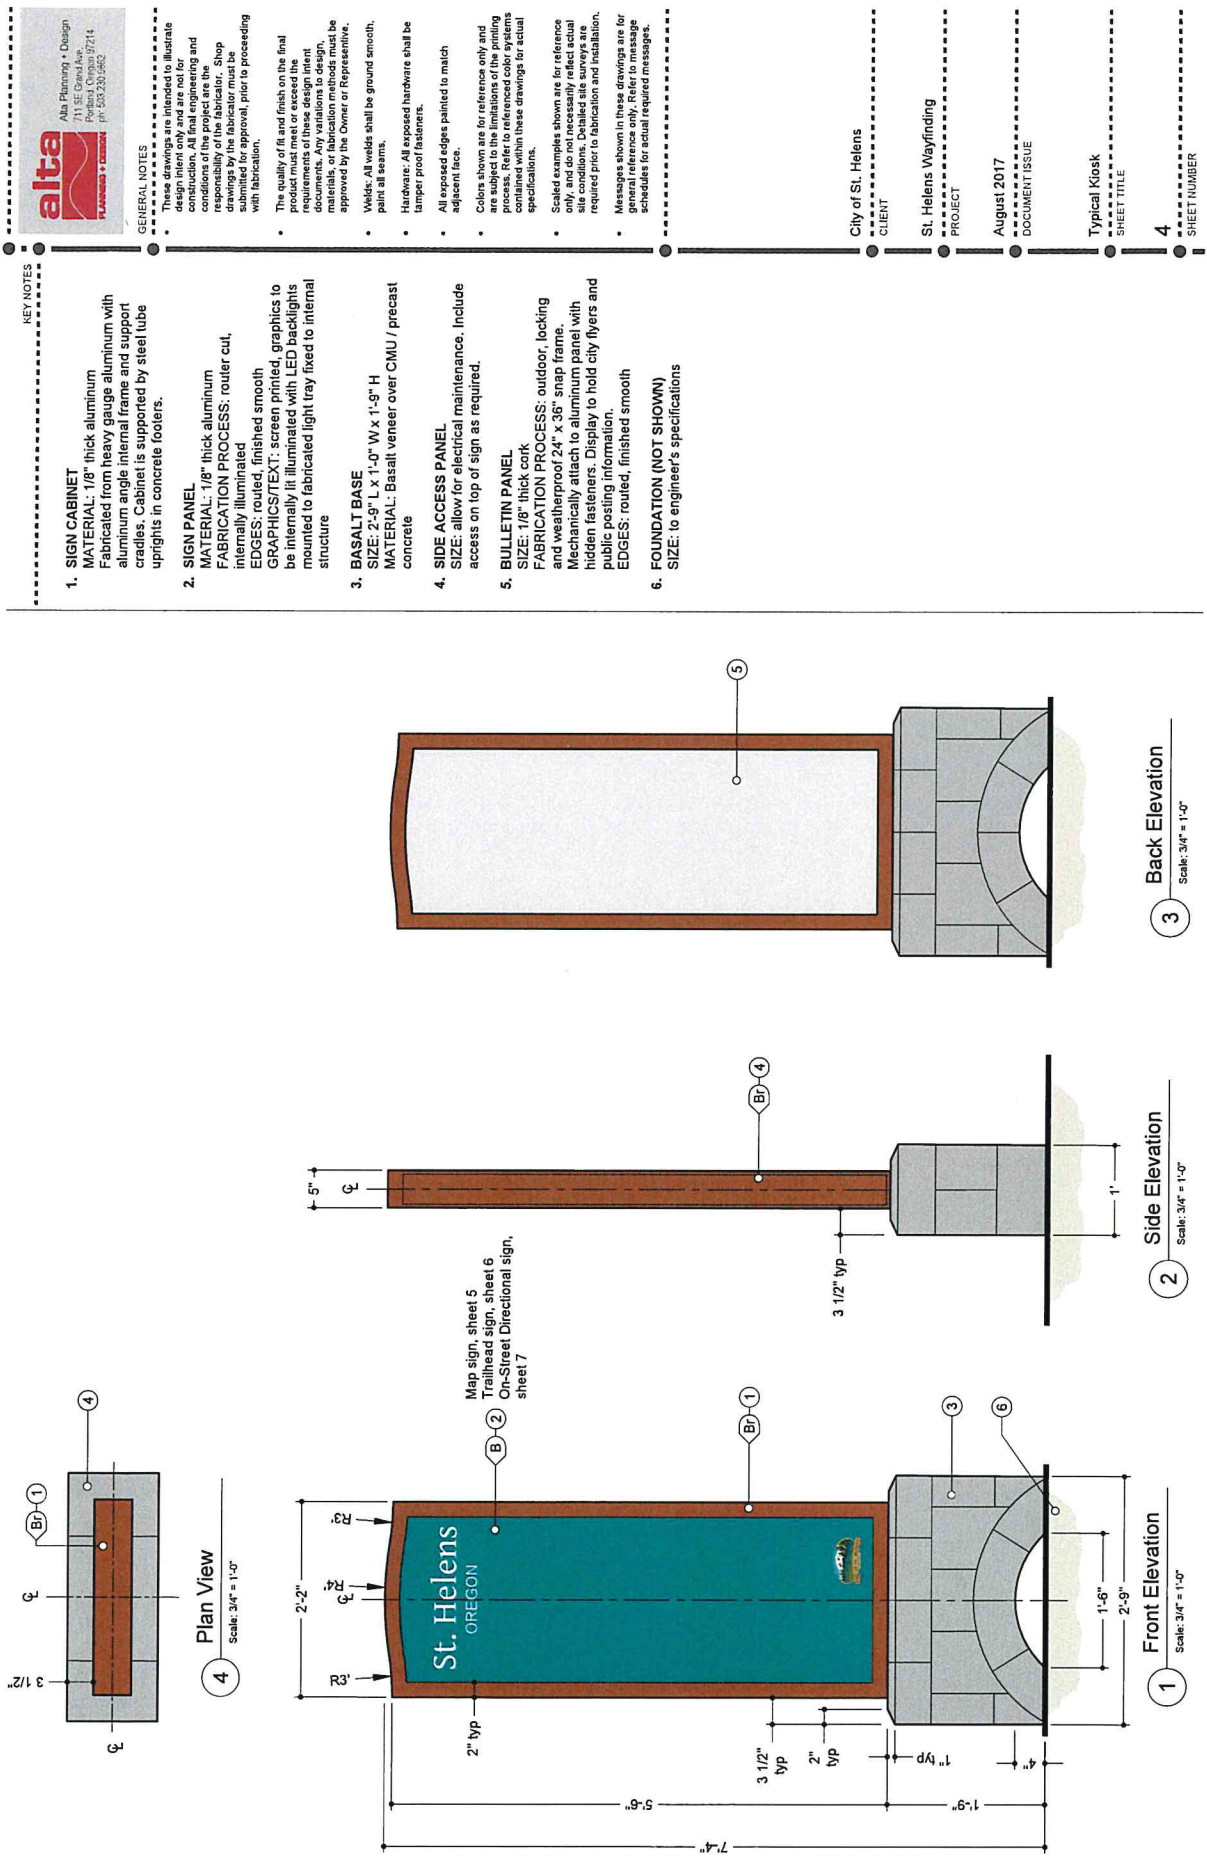 Plan View
4
Scale: 3/4" = 1'-0"
3 1/2"
CL
CL
Br
1
4
Front Elevation
1
Scale: 3/4" = 1'-0"
7'-4"
5'-6"
1'-9"
4"
1" typ
2"
typ
3 1/2"
typ
2" typ
2'-2"
R3'
R4'
R3'
CL
St. Helens
OREGON
B
2
Map sign, sheet 5
Trailhead sign, sheet 6
On-Street Directional sign,
sheet 7
Br
1
3
6
1'-6"
2'-9"
Side Elevation
2
Scale: 3/4" = 1'-0"
5"
CL
Br
4
3 1/2" typ
1'
Back Elevation
3
Scale: 3/4" = 1'-0"
5
KEY NOTES
1. SIGN CABINET
MATERIAL: 1/8" thick aluminum
Fabricated from heavy gauge aluminum with
aluminum angle internal frame and support
cradles. Cabinet is supported by steel tube
uprights in concrete footers.
2. SIGN PANEL
MATERIAL: 1/8" thick aluminum
FABRICATION PROCESS: router cut,
internally illuminated
EDGES: routed, finished smooth
GRAPHICS/TEXT: screen printed, graphics to
be internally lit illuminated with LED backlights
mounted to fabricated light tray fixed to internal
structure
3. BASALT BASE
SIZE: 2'-9" L x 1'-0" W x 1'-9" H
MATERIAL: Basalt veneer over CMU / precast
concrete
4. SIDE ACCESS PANEL
SIZE: allow for electrical maintenance. Include
access on top of sign as required.
5. BULLETIN PANEL
SIZE: 1/8" thick cork
FABRICATION PROCESS: outdoor, locking
and weatherproof 24" x 36" snap frame.
Mechanically attach to aluminum panel with
hidden fasteners. Display to hold city flyers and
public posting information.
EDGES: routed, finished smooth
6. FOUNDATION (NOT SHOWN)
SIZE: to engineer's specifications
alta
PLANNING + DESIGN
Alta Planning + Design
711 SE Grand Ave.
Portland, Oregon 97214
ph: 503.230.9862
GENERAL NOTES
• These drawings are intended to illustrate
design intent only and are not for
construction. All final engineering and
conditions of the project are the
responsibility of the fabricator. Shop
drawings by the fabricator must be
submitted for approval, prior to proceeding
with fabrication.
• The quality of fit and finish on the final
product must meet or exceed the
requirements of these design intent
documents. Any variations to design,
materials, or fabrication methods must be
approved by the Owner or Representive.
• Welds: All welds shall be ground smooth,
paint all seams.
• Hardware: All exposed hardware shall be
tamper proof fasteners.
• All exposed edges painted to match
adjacent face.
• Colors shown are for reference only and
are subject to the limitations of the printing
process. Refer to referenced color systems
contained within these drawings for actual
specifications.
• Scaled examples shown are for reference
only, and do not necessarily reflect actual
site conditions. Detailed site surveys are
required prior to fabrication and installation.
• Messages shown in these drawings are for
general reference only. Refer to message
schedules for actual required messages.
City of St. Helens
CLIENT
St. Helens Wayfinding
PROJECT
August 2017
DOCUMENT ISSUE
Typical Kiosk
SHEET TITLE
4
SHEET NUMBER